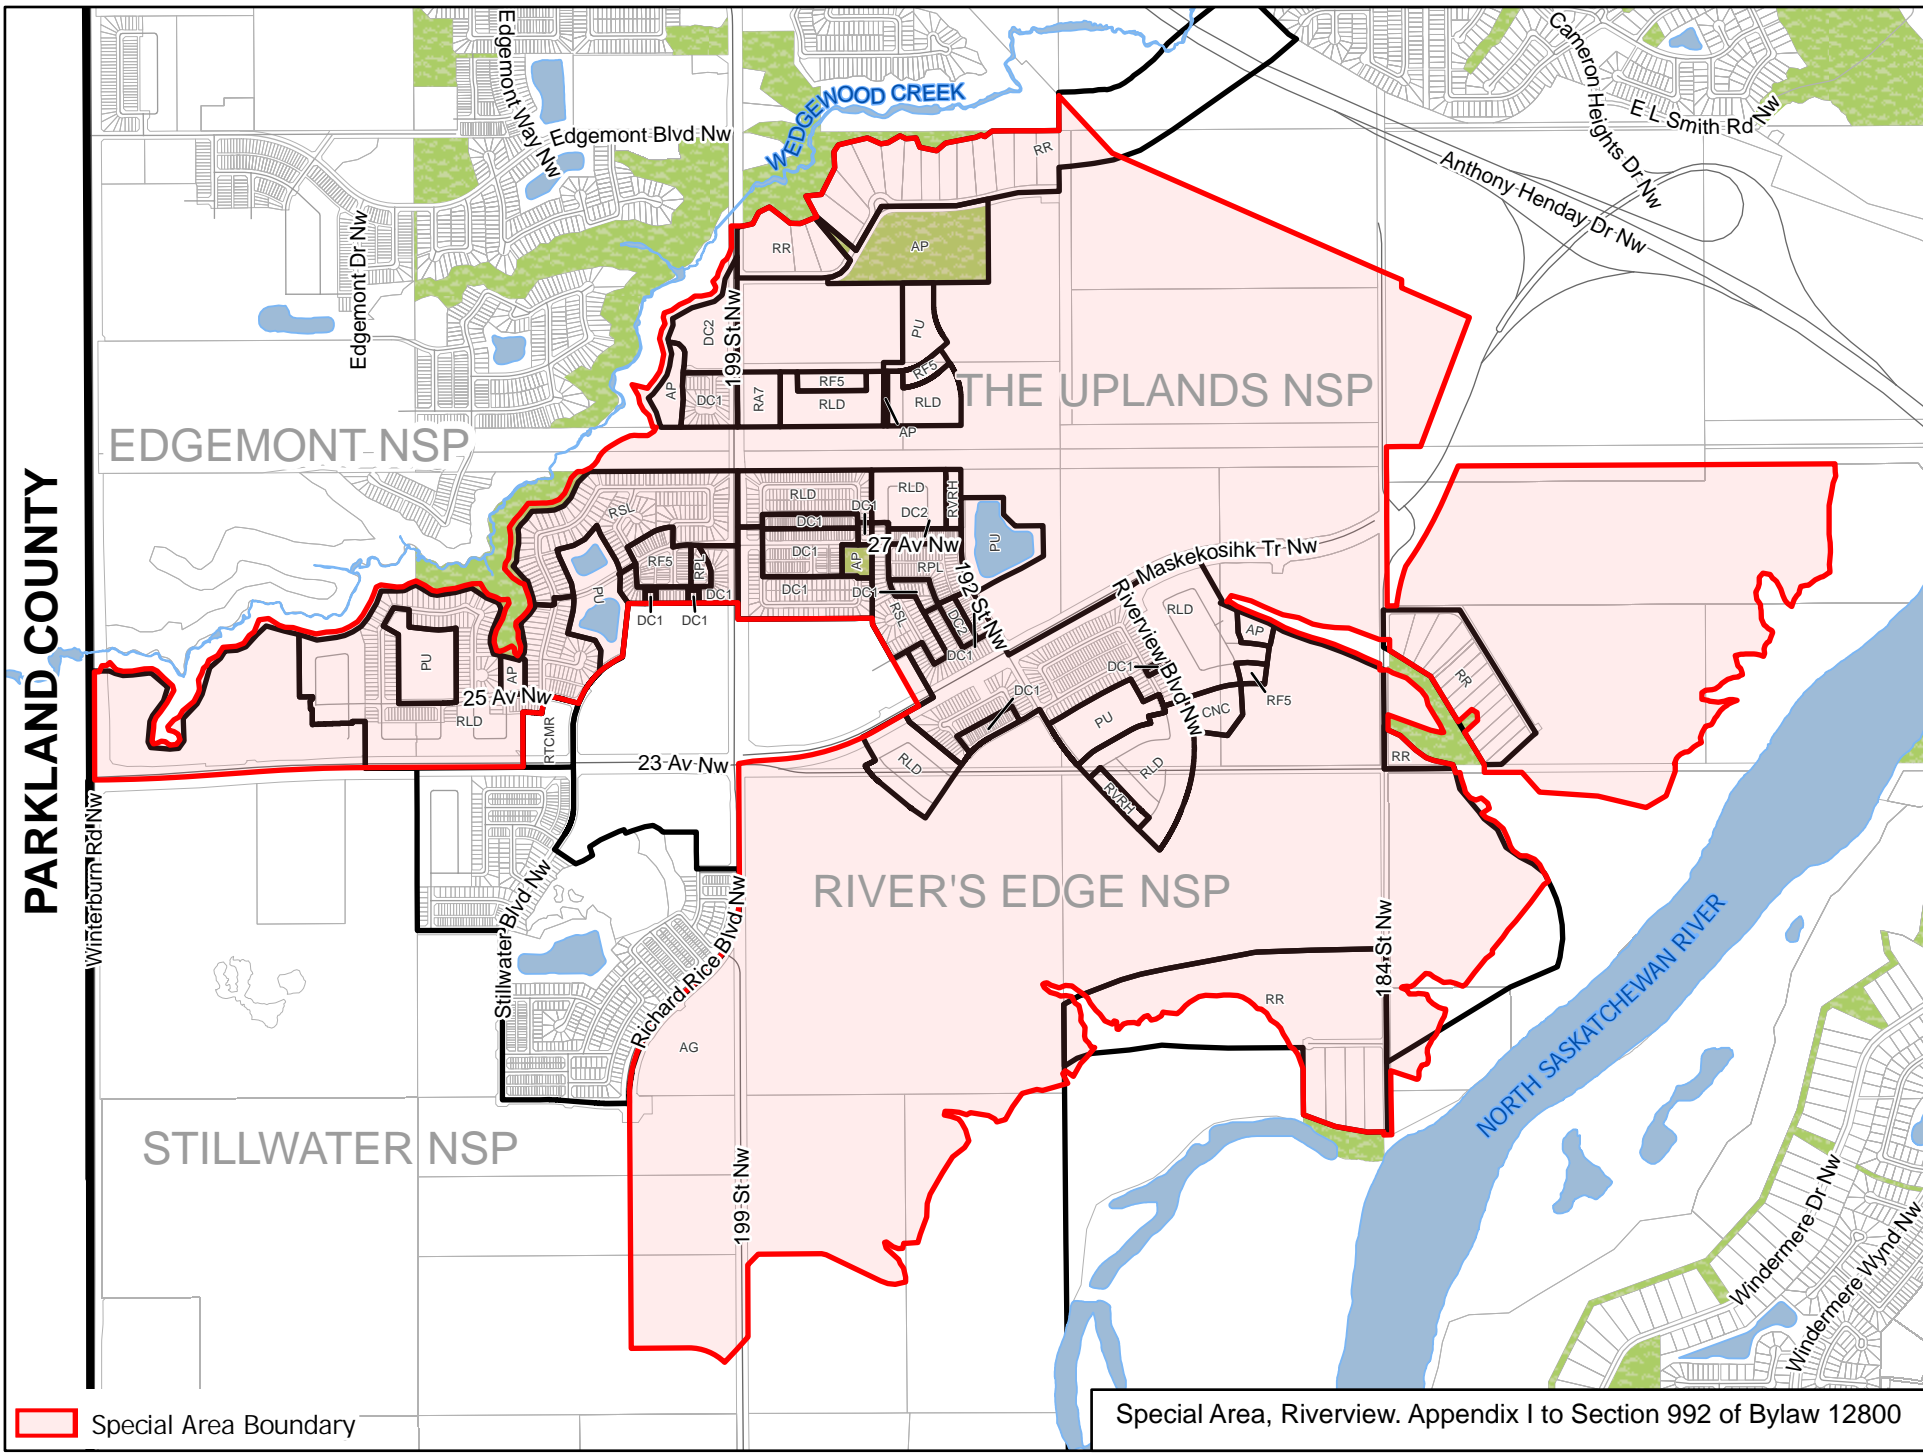 Edgemont Way Nw
Edgemont Blvd Nw
Edgemont Dr Nw
WEDGEWOOD CREEK
Cameron Heights Dr Nw
E L Smith Rd Nw
Anthony Henday Dr Nw
RR
RR
AP
DC2
199 St Nw
PU
RF5
AP
DC1
RA7
RF5
RLD
RLD
AP
THE UPLANDS NSP
EDGEMONT NSP
PARKLAND COUNTY
RSL
RLD
DC1
DC1
RLD
DC2
RVRH
PU
RF5
RPL
DC1
AP
27 Av Nw
RPL
192 St Nw
Maskekosihk Tr Nw
PU
DC1
DC1
DC1
DC1
DC1
RSL
DC2
DC1
Riverview Blvd Nw
RLD
AP
RF5
DC1
DC1
CNC
PU
PU
AP
25 Av Nw
RLD
RTCMR
23 Av Nw
RLD
RLD
RVRH
RR
RR
Winterburn Rd Nw
Stillwater Blvd Nw
Richard Rice Blvd Nw
RIVER'S EDGE NSP
184 St Nw
RR
AG
NORTH SASKATCHEWAN RIVER
STILLWATER NSP
199 St Nw
Windermere Dr Nw
Windermere Wynd Nw
Special Area Boundary
Special Area, Riverview. Appendix I to Section 992 of Bylaw 12800